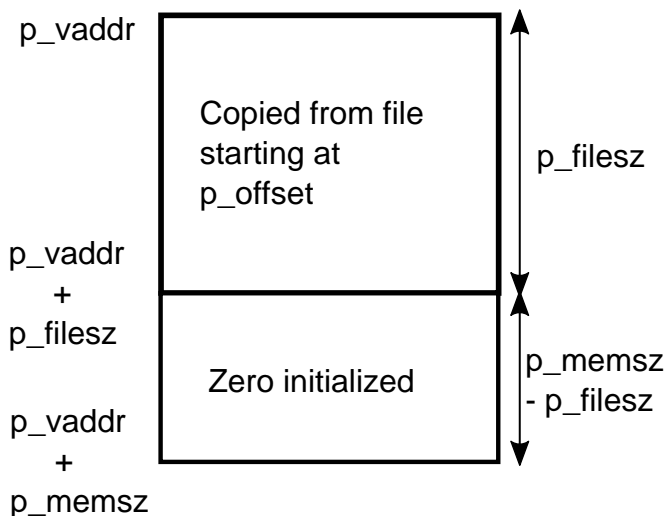 p_vaddr
Copied from file
starting at
p_offset
p_filesz
p_vaddr
+
p_filesz
Zero initialized
p_memsz
- p_filesz
p_vaddr
+
p_memsz